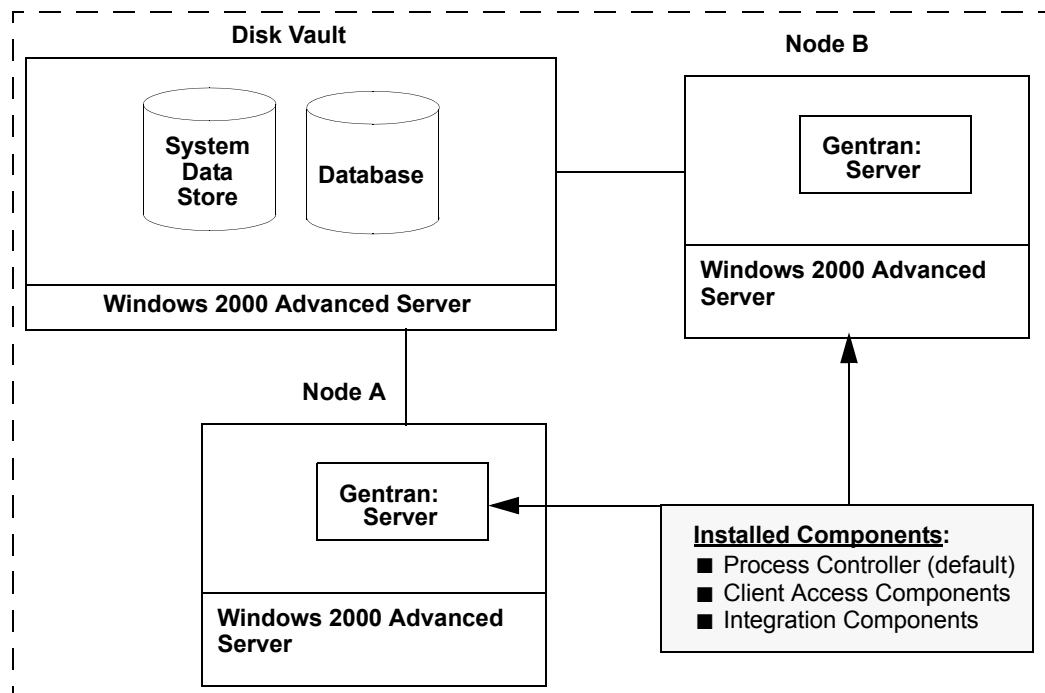 Disk Vault
Node B
System
Data
Store
Database
Gentran:
Server
Windows 2000 Advanced Server
Windows 2000 Advanced
Server
Node A
Gentran:
Server
Windows 2000 Advanced
Server
Installed Components:
■ Process Controller (default)
■ Client Access Components
■ Integration Components